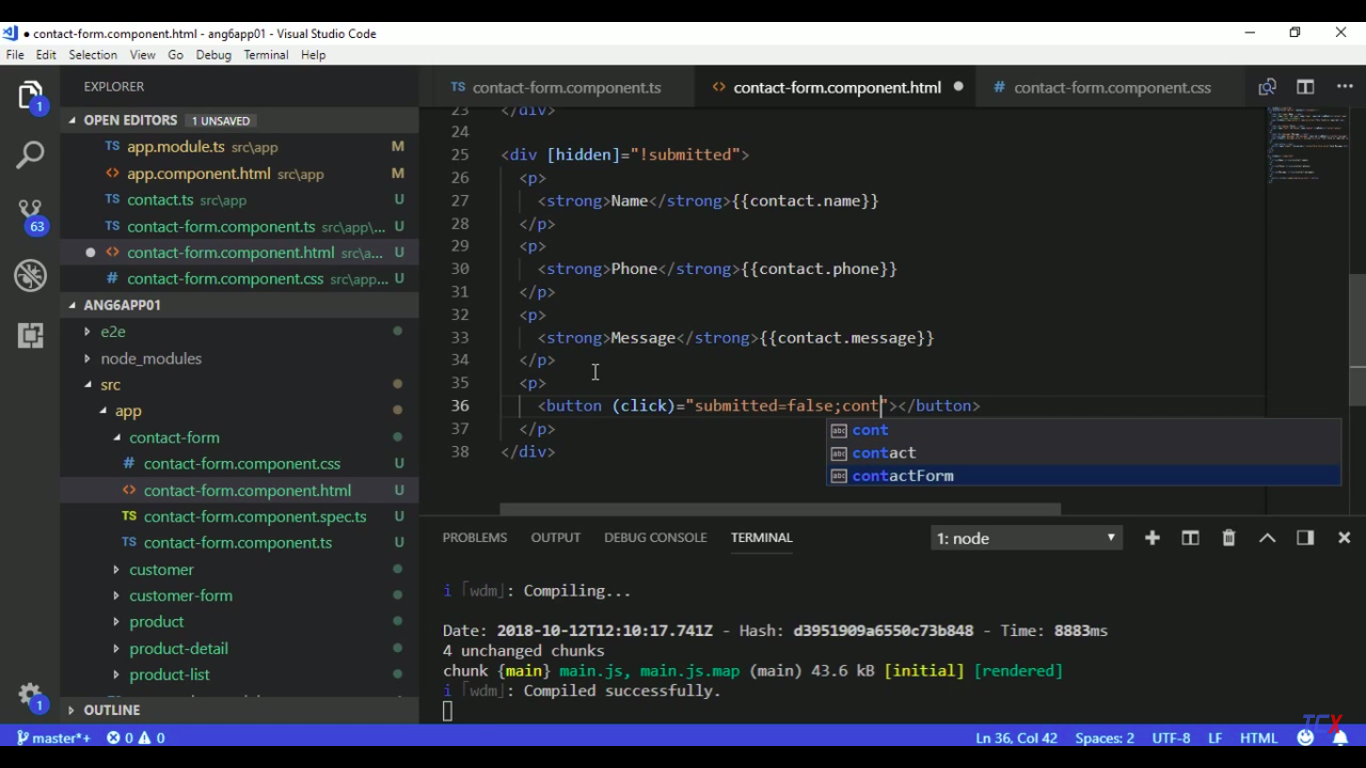 contact-form.component.html - ang6app01 - Visual Studio Code
File Edit Selection View Go Debug Terminal Help
EXPLORER
OPEN EDITORS 1 UNSAVED
TS app.module.ts src\app M
<> app.component.html src\app M
TS contact.ts src\app U
TS contact-form.component.ts src\app\... U
● <> contact-form.component.html src\a... U
# contact-form.component.css src\app... U
ANG6APP01
e2e
node_modules
src
app
contact-form
# contact-form.component.css U
<> contact-form.component.html U
TS contact-form.component.spec.ts U
TS contact-form.component.ts U
customer
customer-form
product
product-detail
product-list
OUTLINE
1
63
1
TS contact-form.component.ts
<> contact-form.component.html ●
# contact-form.component.css
23 </div>
24
25 <div [hidden]="!submitted">
26 <p>
27 <strong>Name</strong>{{contact.name}}
28 </p>
29 <p>
30 <strong>Phone</strong>{{contact.phone}}
31 </p>
32 <p>
33 <strong>Message</strong>{{contact.message}}
34 </p>
35 <p>
36 <button (click)="submitted=false;cont"></button>
37 </p>
38 </div>
abc cont
abc contact
abc contactForm
PROBLEMS OUTPUT DEBUG CONSOLE TERMINAL 1: node
i ｢wdm｣: Compiling...
Date: 2018-10-12T12:10:17.741Z - Hash: d3951909a6550c73b848 - Time: 8883ms
4 unchanged chunks
chunk {main} main.js, main.js.map (main) 43.6 kB [initial] [rendered]
i ｢wdm｣: Compiled successfully.
TCX
master*+ 0 0 Ln 36, Col 42 Spaces: 2 UTF-8 LF HTML